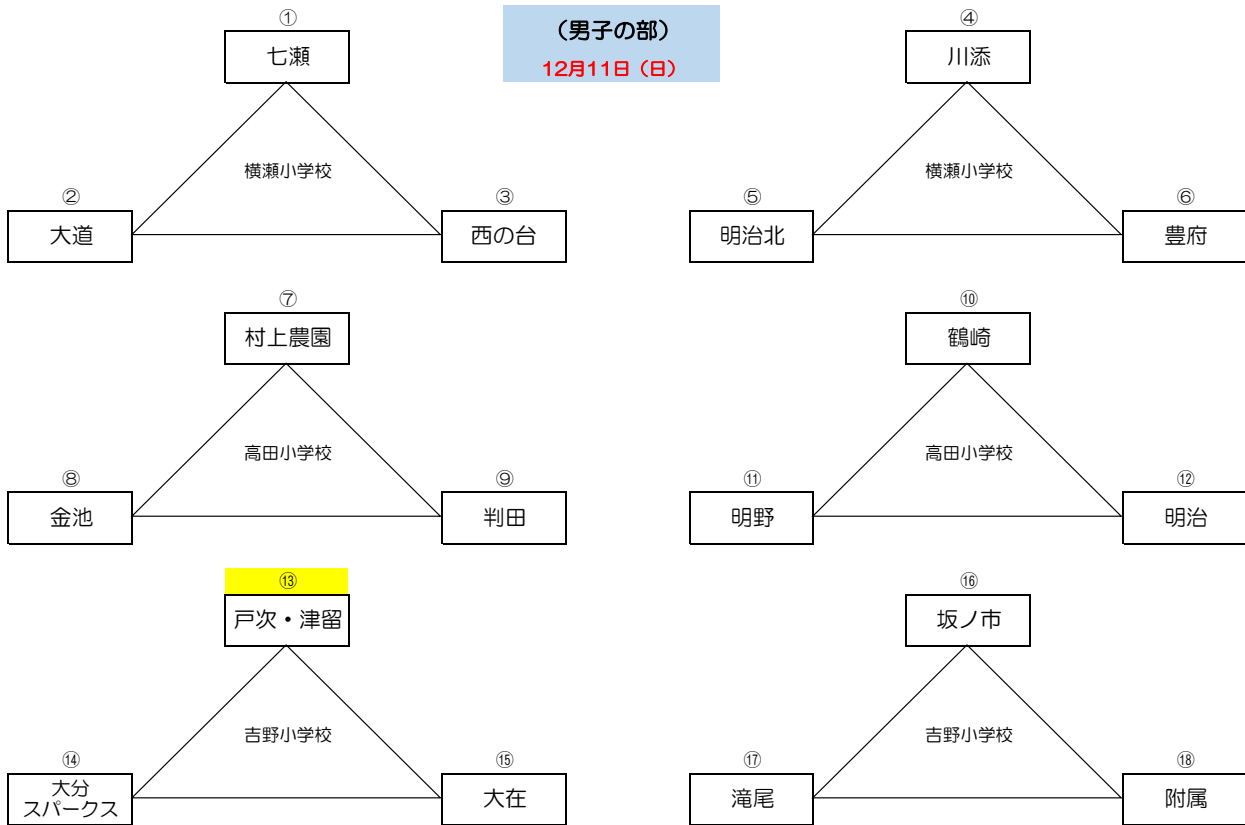 ①
七瀬
(男子の部)
12月11日(日)
④
川添
横瀬小学校
横瀬小学校
②
大道
③
西の台
⑤
明治北
⑥
豊府
⑦
村上農園
⑩
鶴崎
高田小学校
高田小学校
⑧
金池
⑨
判田
⑪
明野
⑫
明治
⑬
戸次・津留
⑯
坂ノ市
吉野小学校
吉野小学校
⑭
大分
スパークス
⑮
大在
⑰
滝尾
⑱
附属